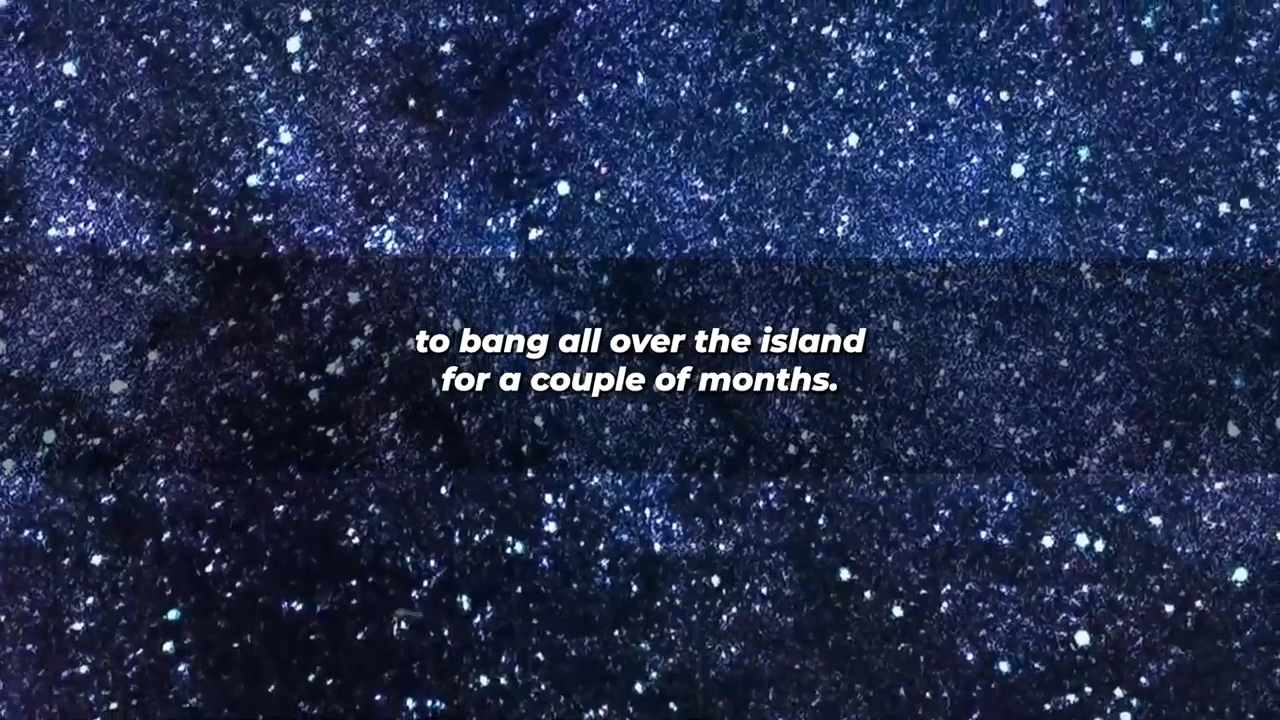 to bang all over the island
for a couple of months.